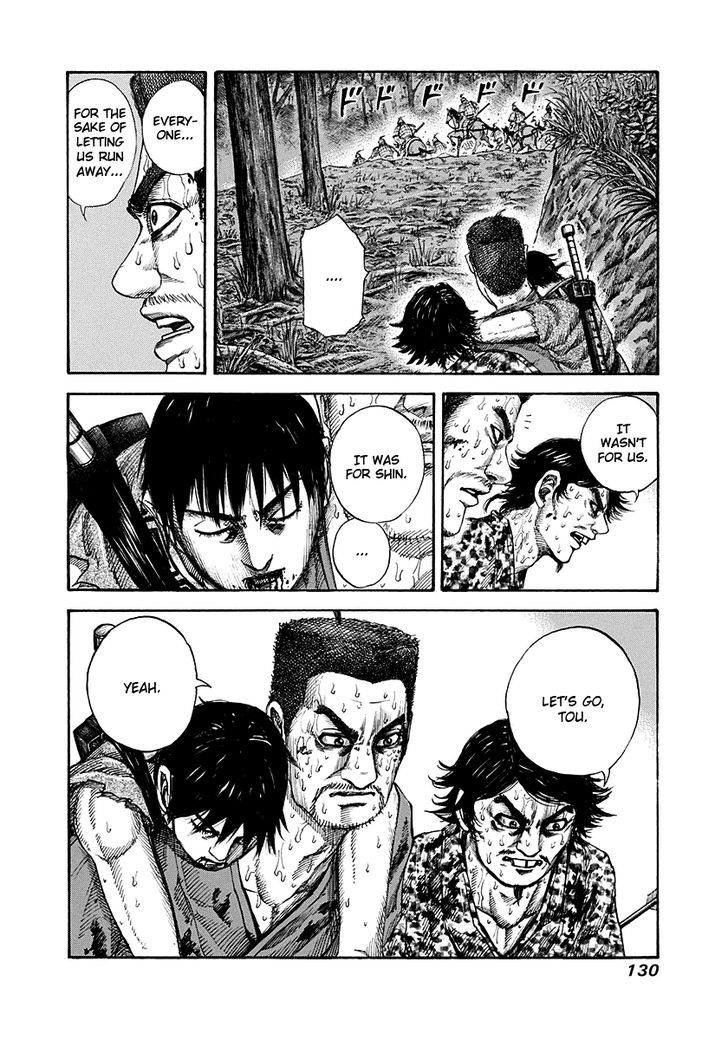 ド ド ド ド ド
....
EVERY-
ONE...
FOR THE
SAKE OF
LETTING
US RUN
AWAY...
IT
WASN'T
FOR US.
IT WAS
FOR SHIN.
...
LET'S GO,
TOU.
YEAH.
130